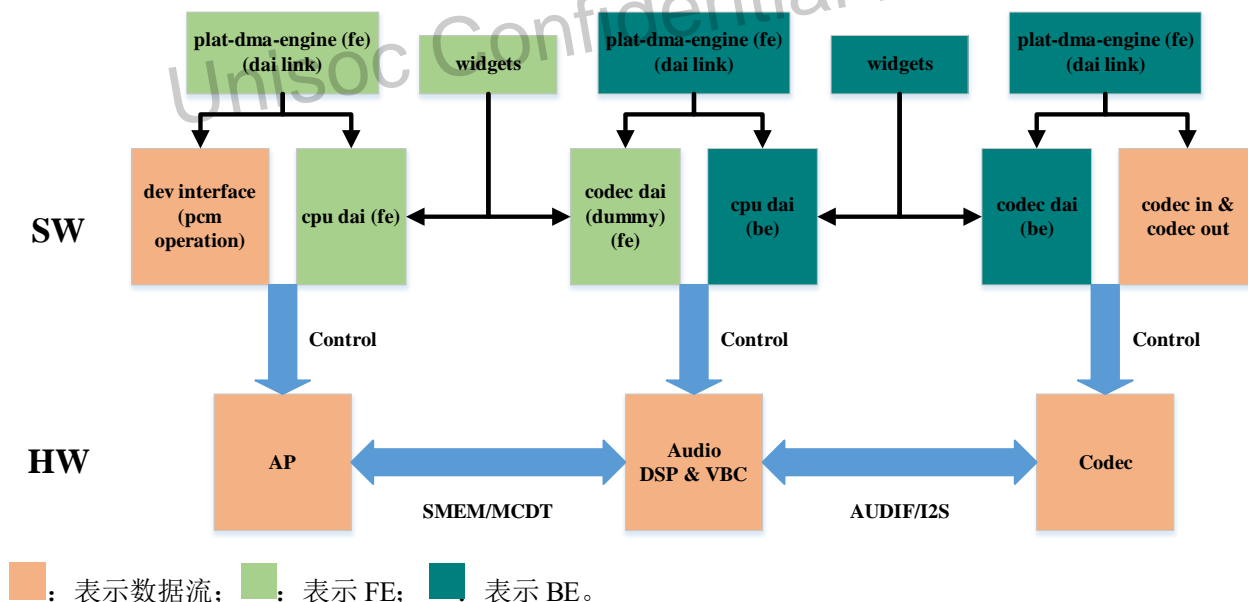 Unisoc Confidential
plat-dma-engine (fe)
(dai link)
widgets
plat-dma-engine (fe)
(dai link)
widgets
plat-dma-engine (fe)
(dai link)
SW
dev interface
(pcm
operation)
cpu dai (fe)
codec dai
(dummy)
(fe)
cpu dai
(be)
codec dai
(be)
codec in &
codec out
Control
Control
Control
HW
AP
Audio
DSP & VBC
Codec
SMEM/MCDT
AUDIF/I2S
：表示数据流；：表示 FE；：表示 BE。